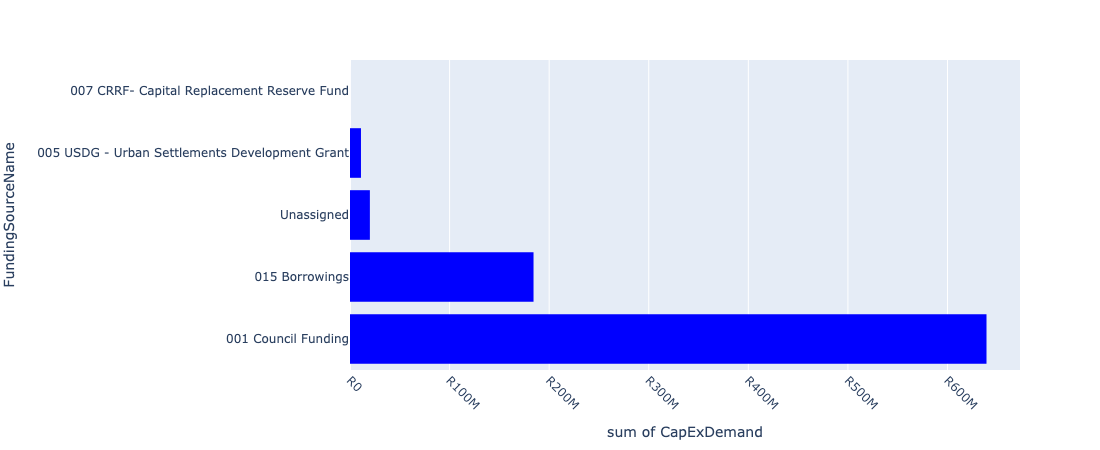 007 CRRF- Capital Replacement Reserve Fund
005 USDG - Urban Settlements Development Grant
Unassigned
015 Borrowings
001 Council Funding
FundingSourceName
R0
R100M
R200M
R300M
R400M
R500M
R600M
sum of CapExDemand